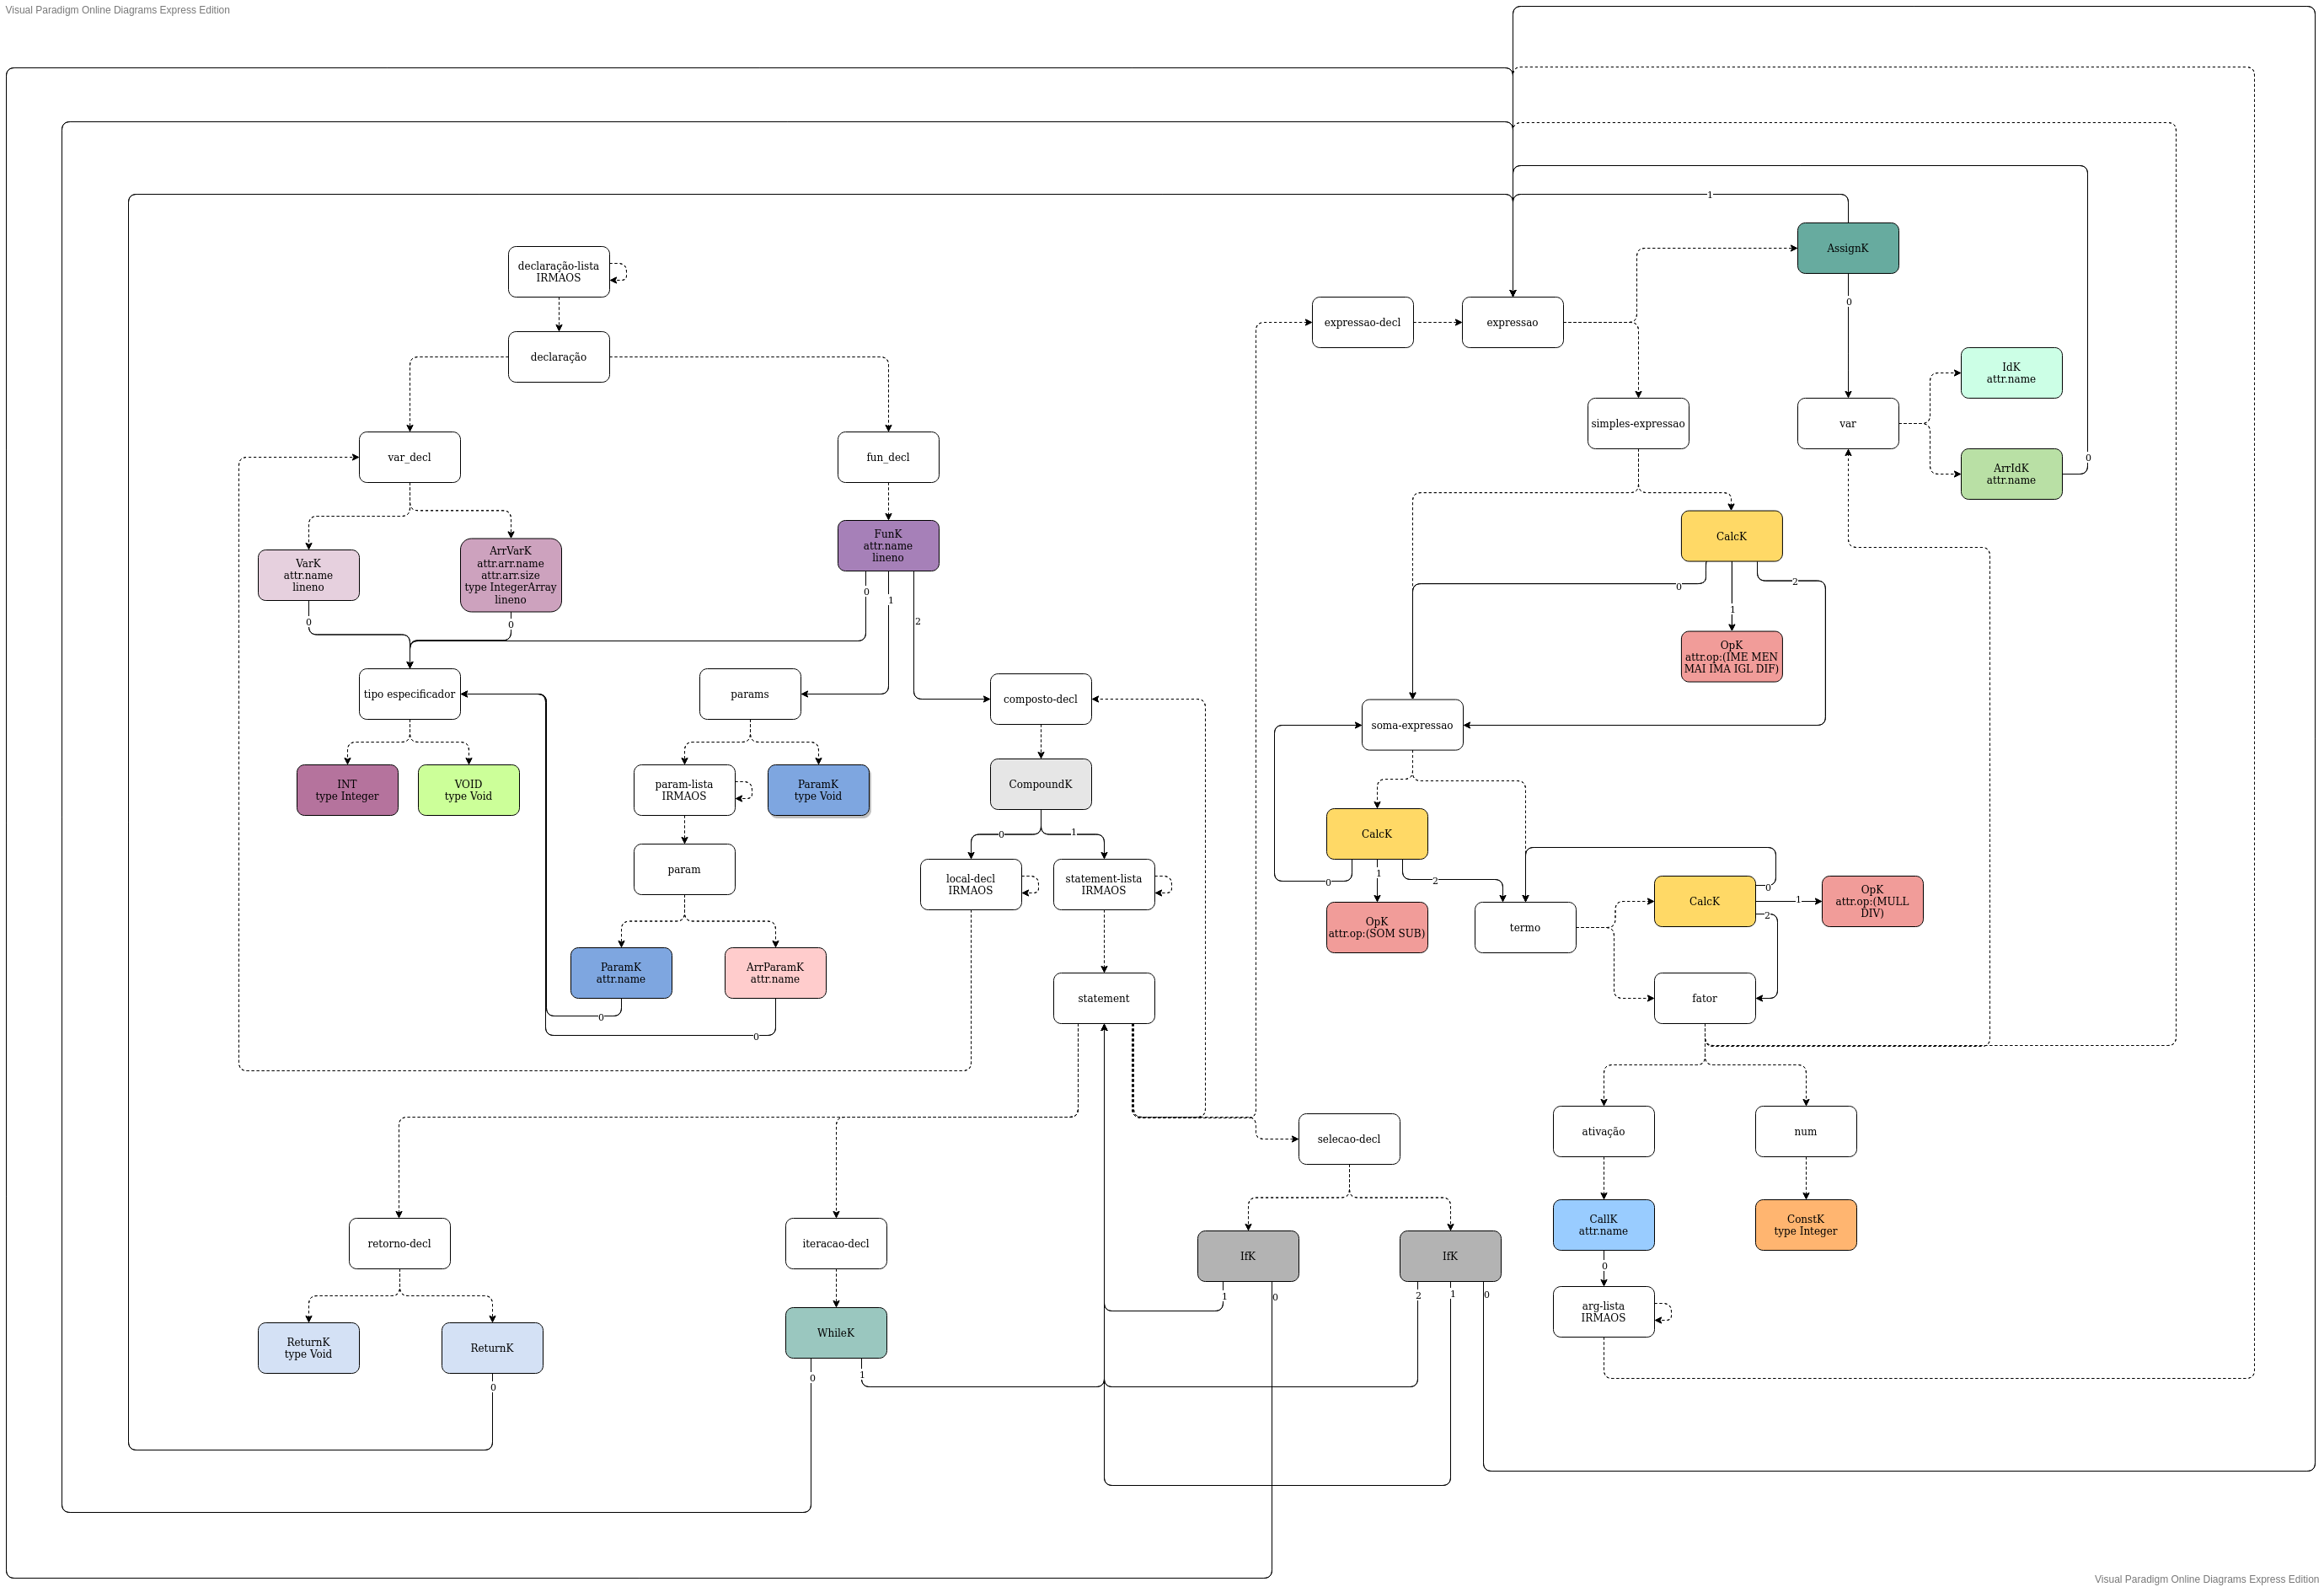 Visual Paradigm Online Diagrams Express Edition
1
AssignK
declaração-lista
IRMAOS
0
expressao-decl
expressao
declaração
IdK
attr.name
simples-expressao
var
var_decl
fun_decl
0
ArrIdK
attr.name
FunK
attr.name
lineno
CalcK
VarK
attr.name
lineno
ArrVarK
attr.arr.name
attr.arr.size
type IntegerArray
lineno
0
1
2
0
1
2
0
0
OpK
attr.op:(IME MEN
MAI IMA IGL DIF)
tipo especificador
params
composto-decl
soma-expressao
INT
type Integer
VOID
type Void
param-lista
IRMAOS
ParamK
type Void
CompoundK
0
1
CalcK
param
local-decl
IRMAOS
statement-lista
IRMAOS
0
1
2
CalcK
0
1
2
OpK
attr.op:(MULL
DIV)
OpK
attr.op:(SOM SUB)
termo
ParamK
attr.name
ArrParamK
attr.name
statement
fator
0
0
selecao-decl
ativação
num
retorno-decl
iteracao-decl
IfK
IfK
CallK
attr.name
ConstK
type Integer
0
1
0
2
1
0
arg-lista
IRMAOS
ReturnK
type Void
ReturnK
WhileK
0
0
1
Visual Paradigm Online Diagrams Express Edition